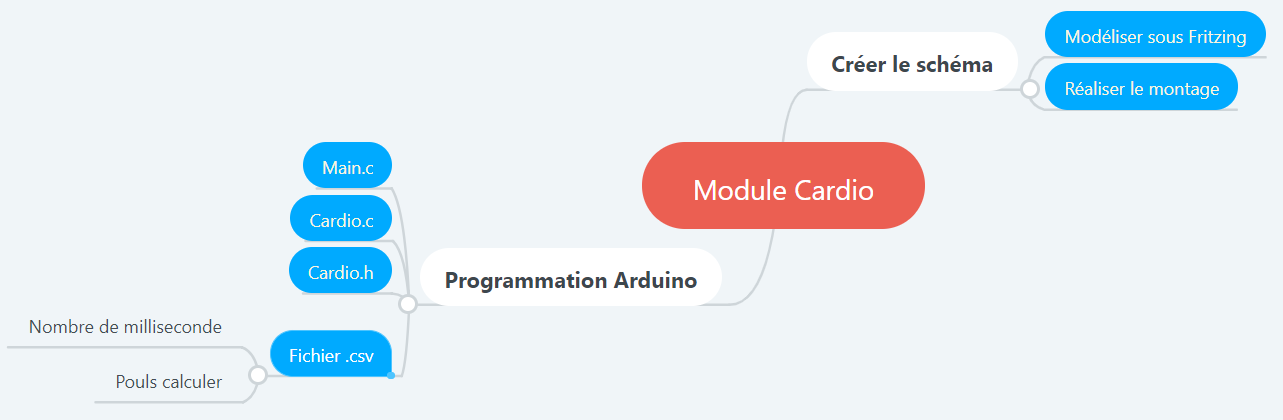 Modéliser sous Fritzing
Créer le schéma
Réaliser le montage
Module Cardio
Main.c
Cardio.c
Cardio.h
Programmation Arduino
Nombre de milliseconde
Fichier .csv
Pouls calculer